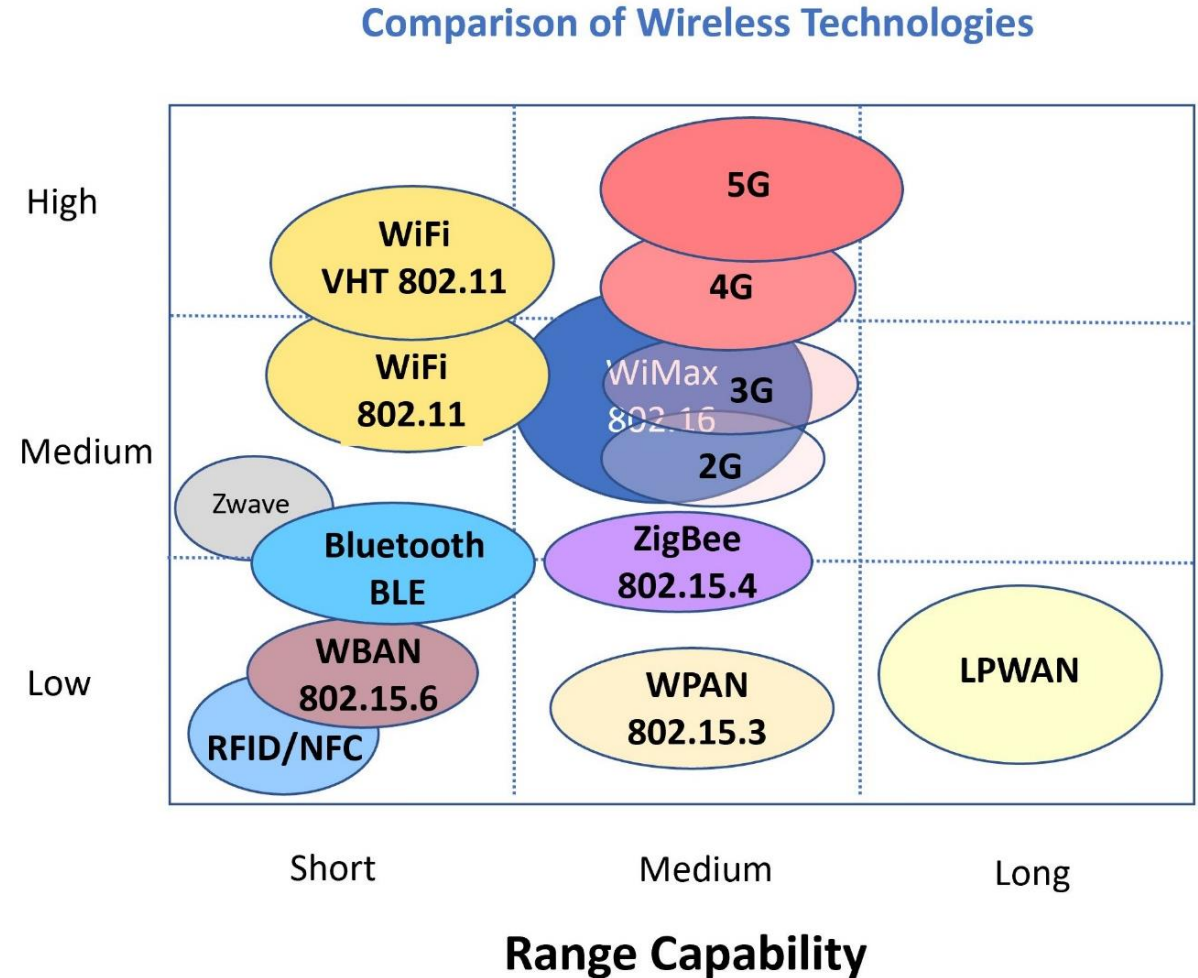 Comparison of Wireless Technologies
High
5G
WiFi
VHT 802.11
4G
WiFi
802.11
WiMax
802.16
3G
2G
Medium
Zwave
Bluetooth
BLE
ZigBee
802.15.4
Low
WBAN
802.15.6
RFID/NFC
WPAN
802.15.3
LPWAN
Short
Medium
Long
Range Capability